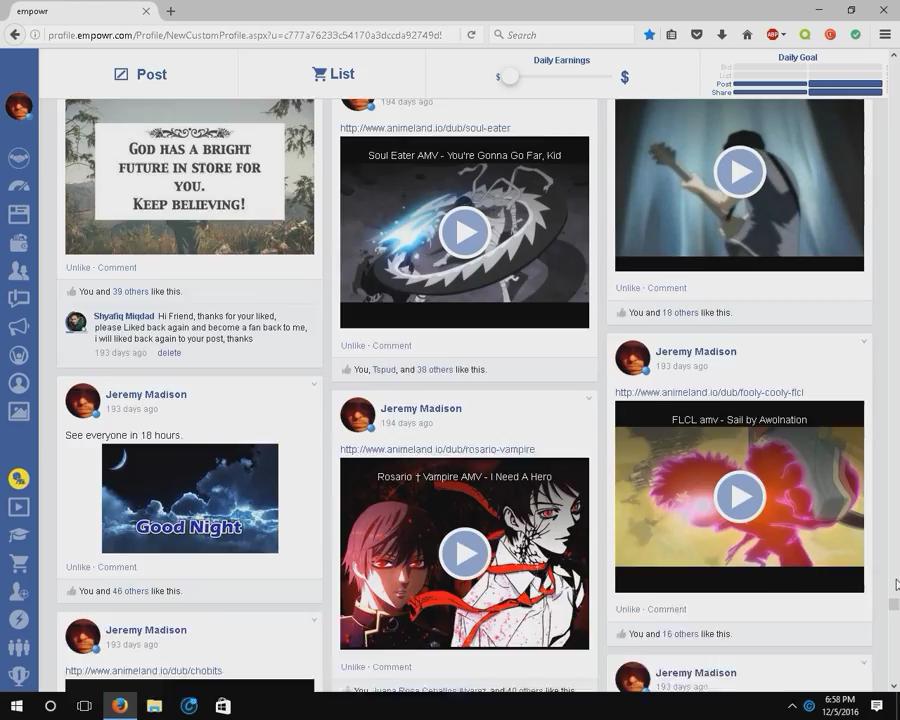 empowr
profile.empowr.com/Profile/NewCustomProfile.aspx?u=c777a76233c54170a3dccda92749d!
Search
ABP
Post
List
Daily Earnings
$
$
Daily Goal
Bid
List
Post
Share
GOD HAS A BRIGHT
FUTURE IN STORE FOR
YOU.
KEEP BELIEVING!
Unlike · Comment
You and 39 others like this.
Shyafiq Miqdad Hi Friend, thanks for your liked,
please Liked back again and become a fan back to me,
i will liked back again to your post, thanks
193 days ago delete
Jeremy Madison
193 days ago
See everyone in 18 hours.
Good Night
Unlike · Comment
You and 46 others like this.
Jeremy Madison
193 days ago
http://www.animeland.io/dub/chobits
194 days ago
http://www.animeland.io/dub/soul-eater
Soul Eater AMV - You're Gonna Go Far, Kid
Unlike · Comment
You, Tspud, and 38 others like this.
Jeremy Madison
194 days ago
http://www.animeland.io/dub/rosario-vampire
Rosario † Vampire AMV - I Need A Hero
Unlike · Comment
You, Juana Rosa Ceballos Alvarez, and 40 others like this.
Unlike · Comment
You and 18 others like this.
Jeremy Madison
193 days ago
http://www.animeland.io/dub/fooly-cooly-flcl
FLCL amv - Sail by Awolnation
Unlike · Comment
You and 16 others like this.
Jeremy Madison
193 days ago
6:58 PM
12/5/2016